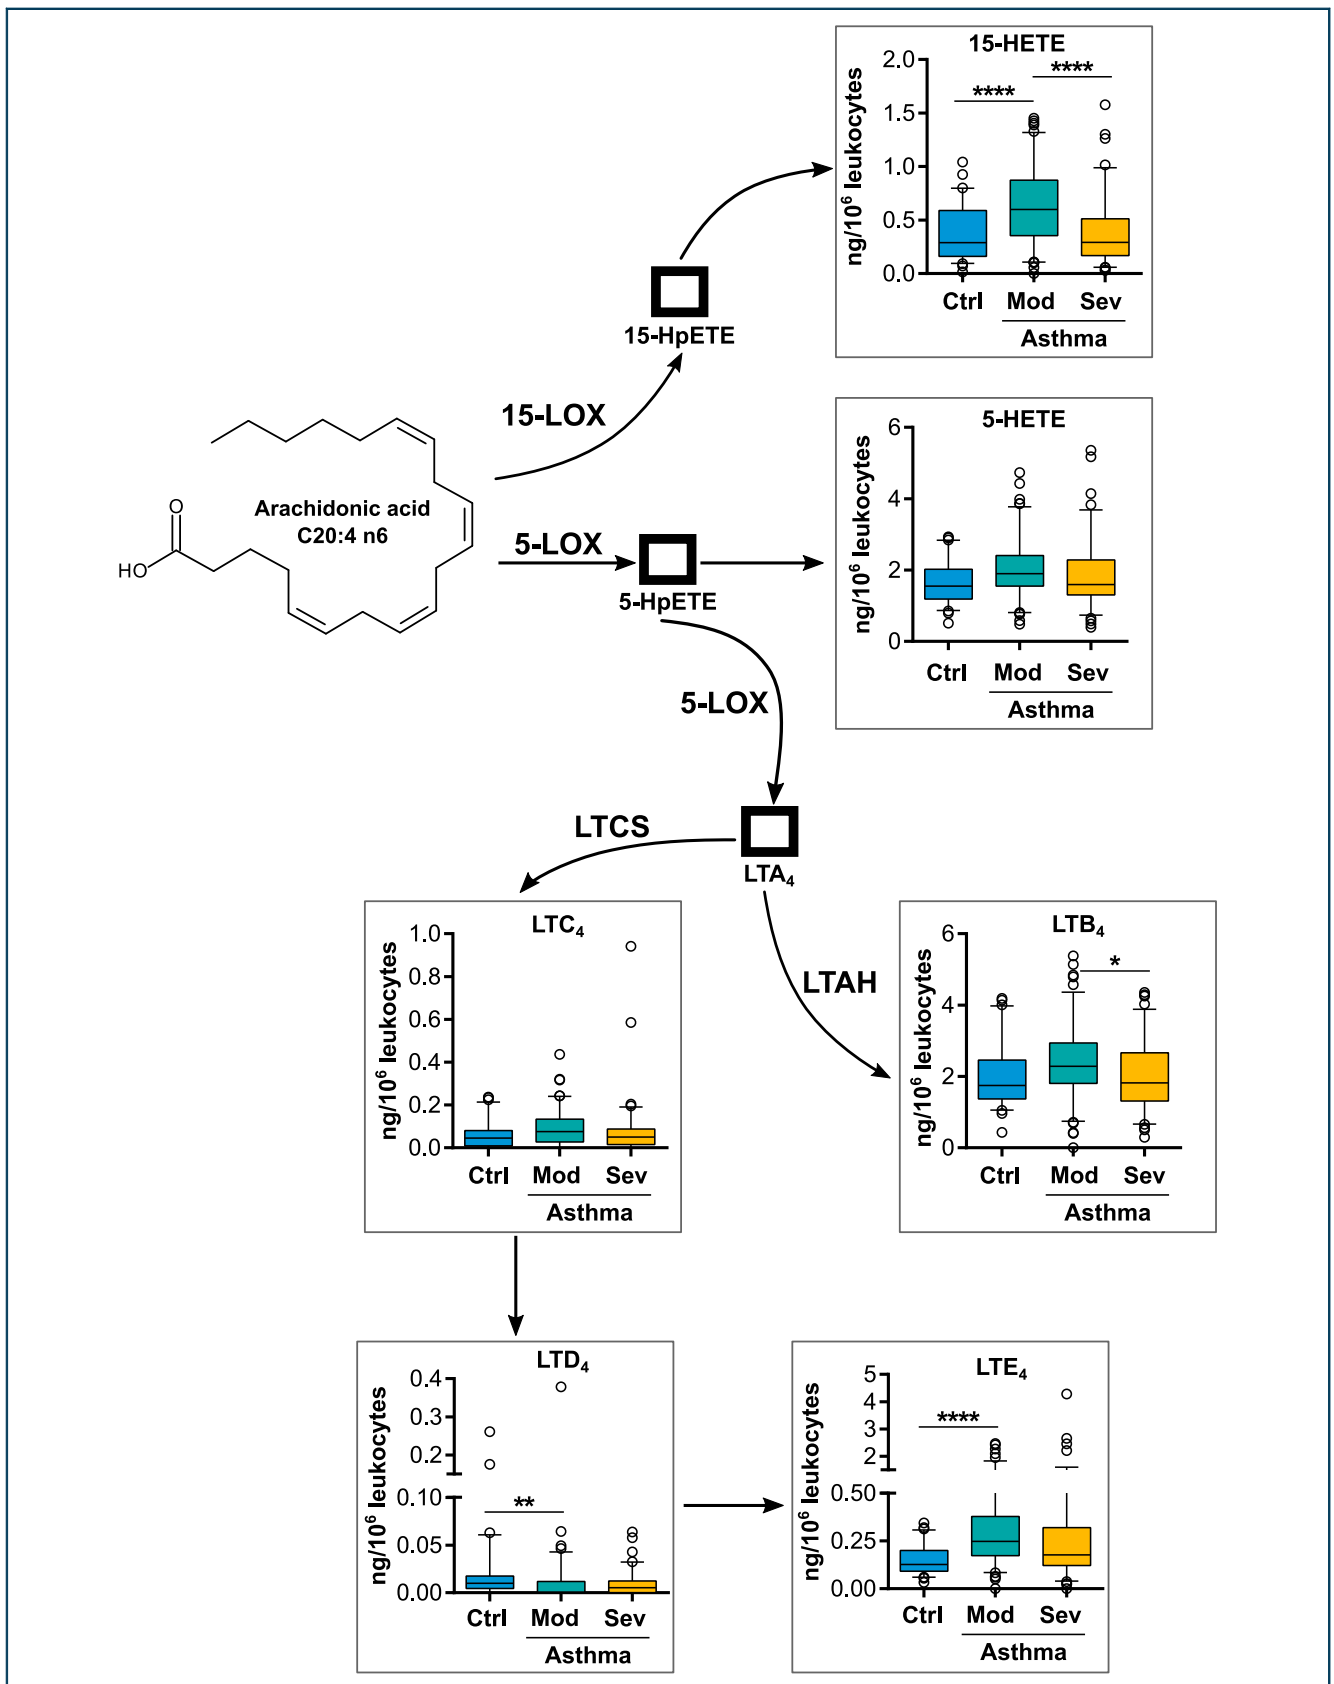 15-HETE
ng/10⁶ leukocytes
2.0
1.5
1.0
0.5
0.0
****
****
Ctrl Mod Sev
Asthma
15-HpETE
15-LOX
5-HETE
ng/10⁶ leukocytes
6
4
2
0
Ctrl Mod Sev
Asthma
Arachidonic acid
C20:4 n6
O
HO
5-LOX
5-HpETE
5-LOX
LTCS
LTA₄
LTAH
LTC₄
ng/10⁶ leukocytes
1.0
0.8
0.6
0.4
0.2
0.0
Ctrl Mod Sev
Asthma
LTB₄
ng/10⁶ leukocytes
6
4
2
0
*
Ctrl Mod Sev
Asthma
LTD₄
ng/10⁶ leukocytes
0.4
0.3
0.2
0.10
0.05
0.00
**
Ctrl Mod Sev
Asthma
LTE₄
ng/10⁶ leukocytes
5
4
3
2
0.50
0.25
0.00
****
Ctrl Mod Sev
Asthma